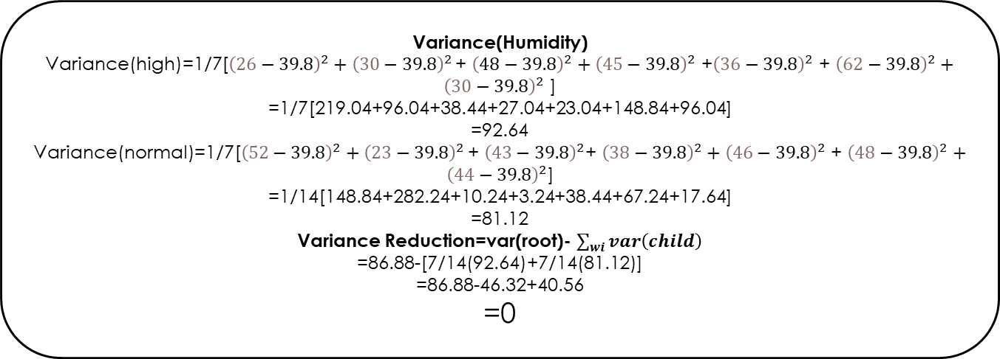 Variance(Humidity)
Variance(high)=1/7[(26 − 39.8)² + (30 − 39.8)² + (48 − 39.8)² + (45 − 39.8)² +(36 − 39.8)² + (62 − 39.8)² +
(30 − 39.8)² ]
=1/7[219.04+96.04+38.44+27.04+23.04+148.84+96.04]
=92.64
Variance(normal)=1/7[(52 − 39.8)² + (23 − 39.8)² + (43 − 39.8)²+ (38 − 39.8)² + (46 − 39.8)² + (48 − 39.8)² +
(44 − 39.8)²]
=1/14[148.84+282.24+10.24+3.24+38.44+67.24+17.64]
=81.12
Variance Reduction=var(root)- ∑wi var(child)
=86.88-[7/14(92.64)+7/14(81.12)]
=86.88-46.32+40.56
=0